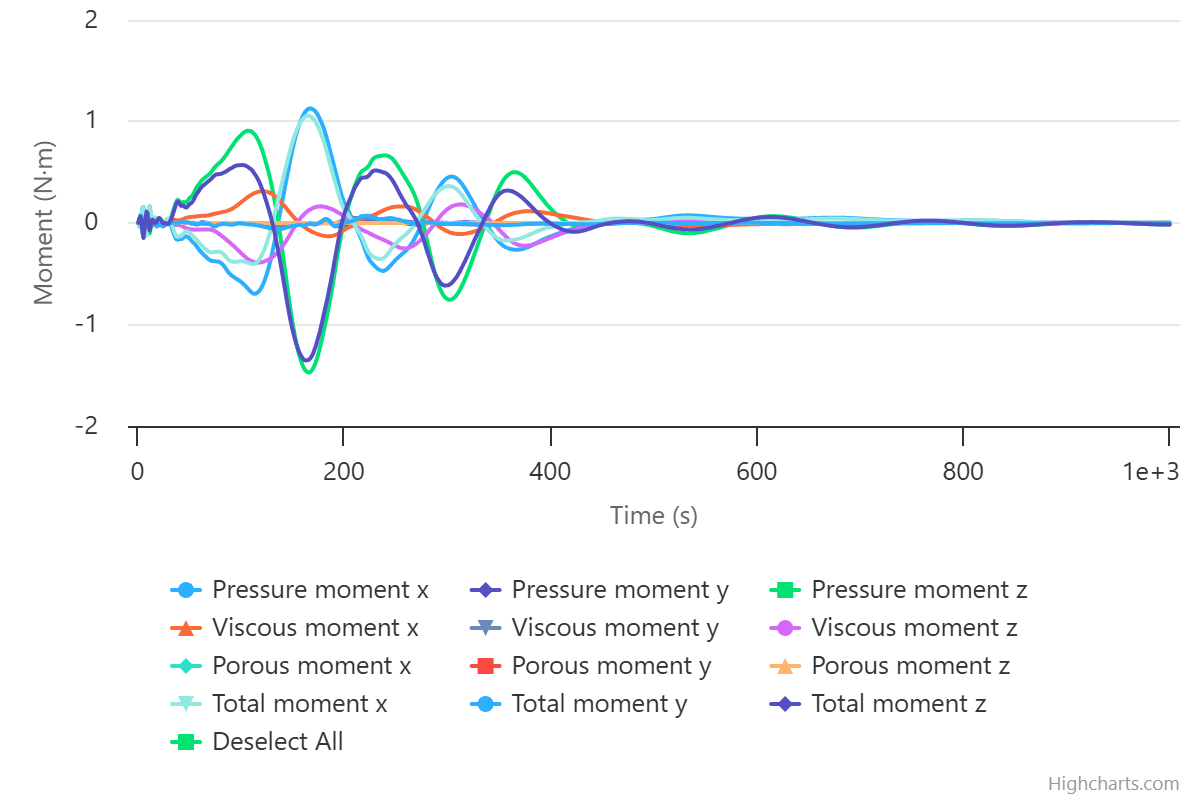 2
1
0
-1
-2
Moment (N·m)
0 200 400 600 800 1e+3
Time (s)
Pressure moment x Pressure moment y Pressure moment z
Viscous moment x Viscous moment y Viscous moment z
Porous moment x Porous moment y Porous moment z
Total moment x Total moment y Total moment z
Deselect All
Highcharts.com